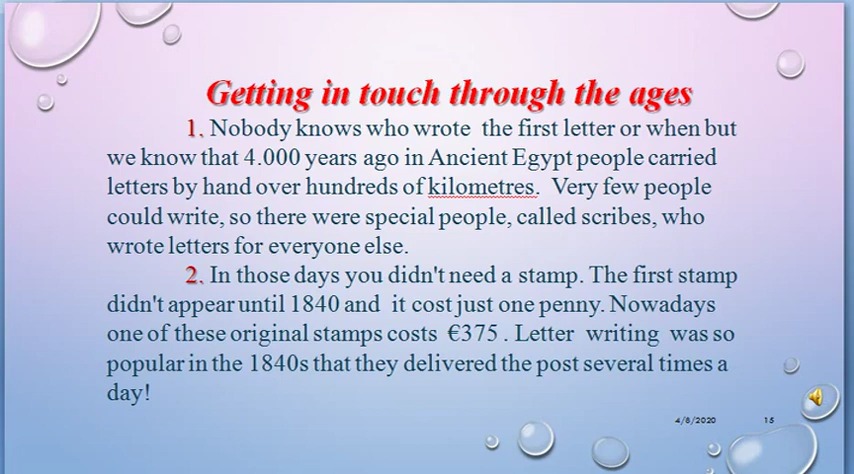 Getting in touch through the ages
1. Nobody knows who wrote the first letter or when but
we know that 4.000 years ago in Ancient Egypt people carried
letters by hand over hundreds of kilometres. Very few people
could write, so there were special people, called scribes, who
wrote letters for everyone else.
2. In those days you didn't need a stamp. The first stamp
didn't appear until 1840 and it cost just one penny. Nowadays
one of these original stamps costs €375 . Letter writing was so
popular in the 1840s that they delivered the post several times a
day!
4/8/2020 15